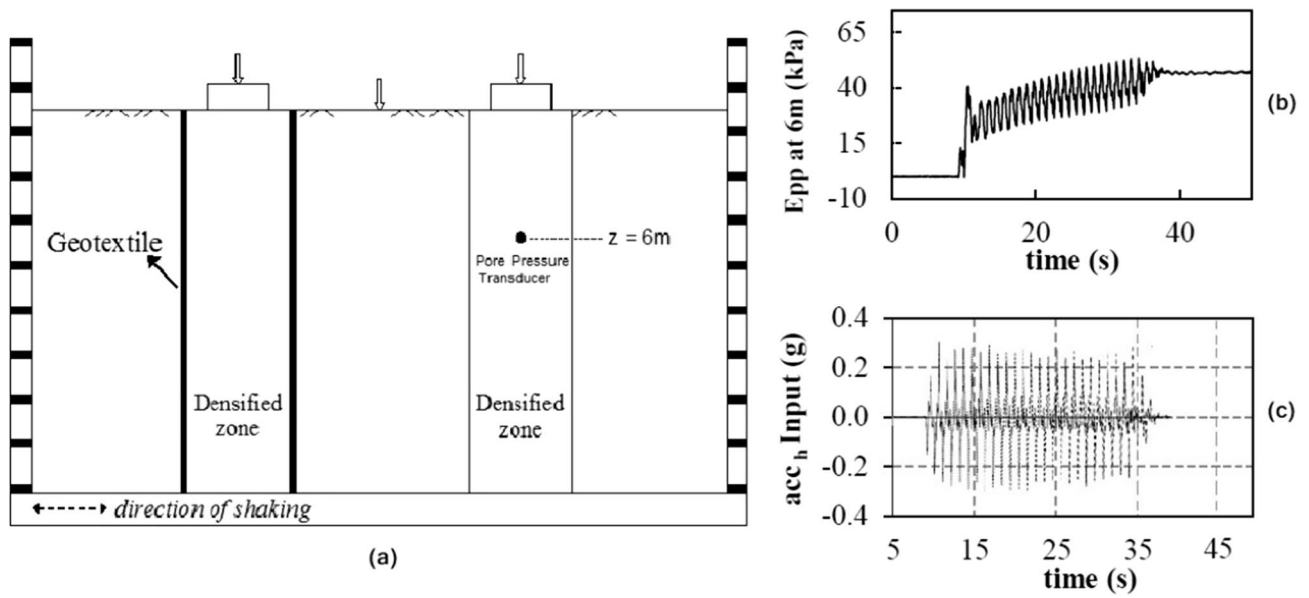 Geotextile
z = 6m
Pore Pressure
Transducer
Densified
zone
Densified
zone
direction of shaking
(a)
Epp at 6m (kPa)
65
40
15
-10
0
20
40
time (s)
(b)
acc_h Input (g)
0.4
0.2
0.0
-0.2
-0.4
5
15
25
35
45
time (s)
(c)